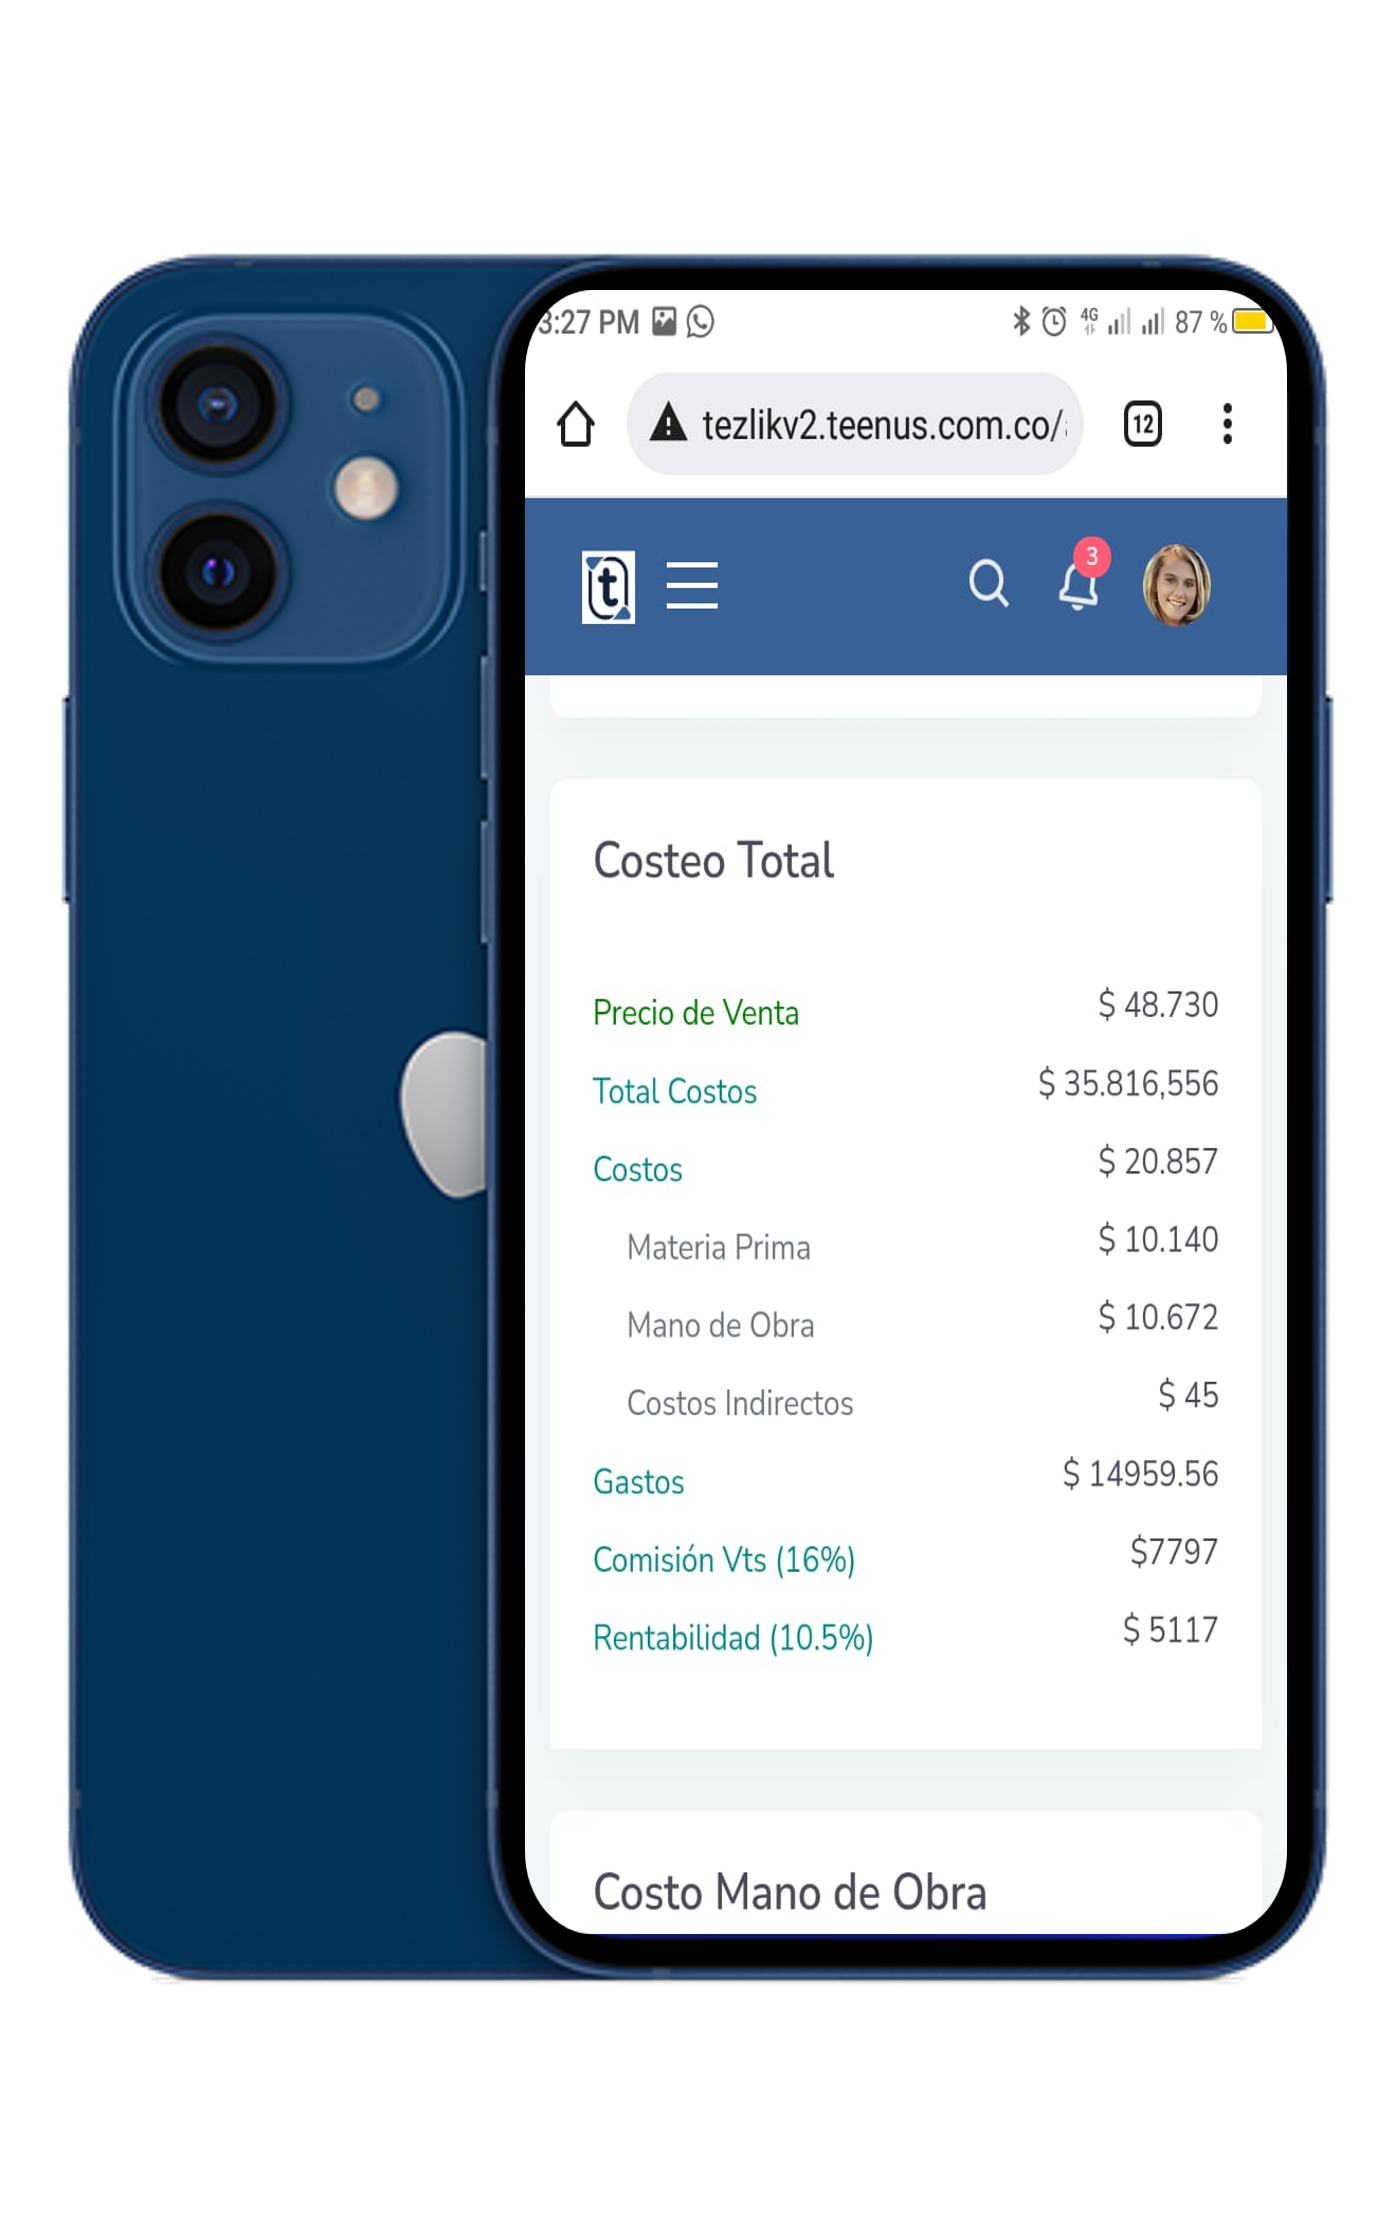 3:27 PM 4G 87 %
tezlikv2.teenus.com.co/ 12
t 3
Costeo Total
Precio de Venta $ 48.730
Total Costos $ 35.816,556
Costos $ 20.857
Materia Prima $ 10.140
Mano de Obra $ 10.672
Costos Indirectos $ 45
Gastos $ 14959.56
Comisión Vts (16%) $7797
Rentabilidad (10.5%) $ 5117
Costo Mano de Obra